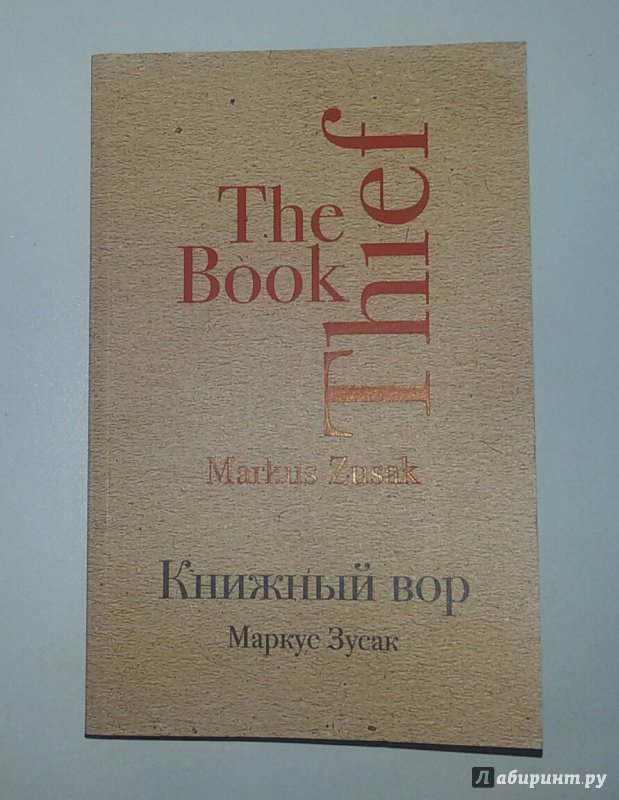 The
Book
Thief
Markus Zusak
Книжный вор
Маркус Зусак
Лабиринт.ру